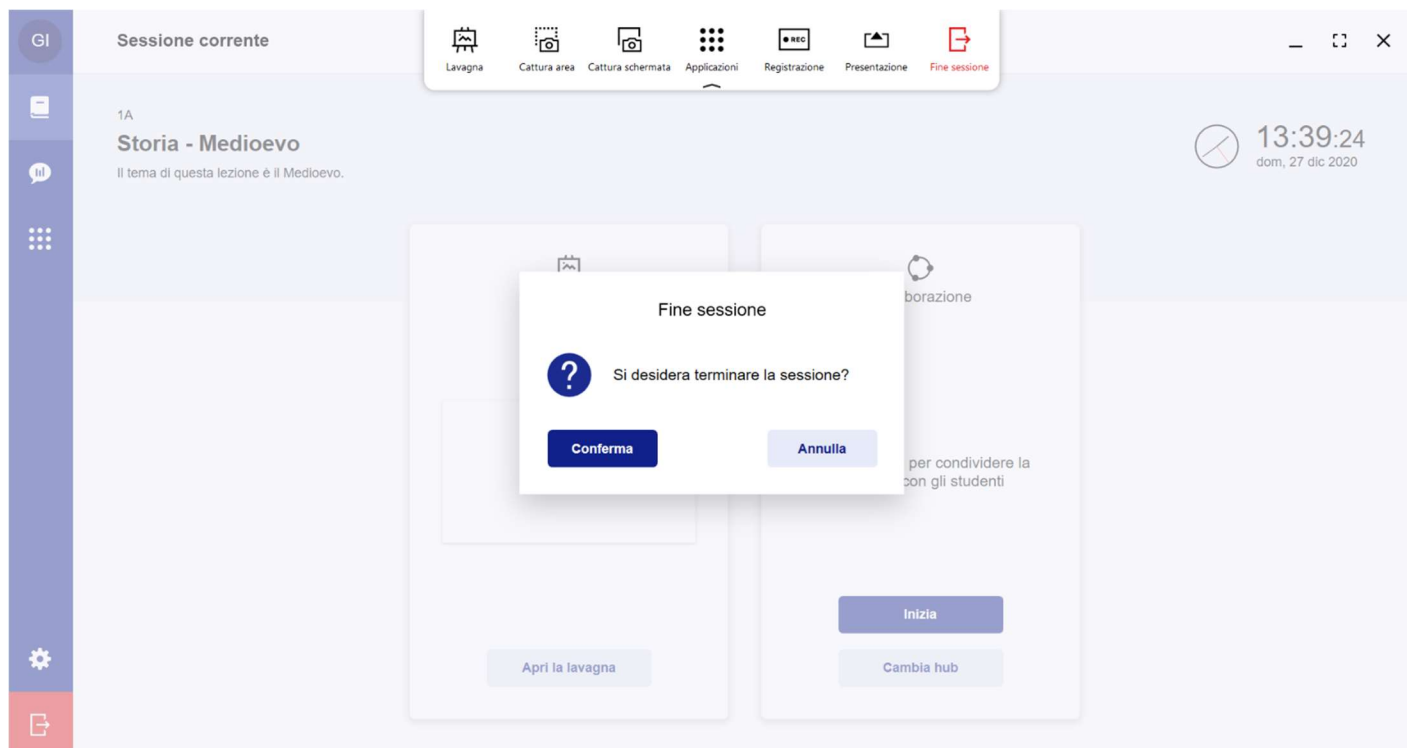 GI
Sessione corrente
Lavagna
Cattura area
Cattura schermata
Applicazioni
REC
Registrazione
Presentazione
Fine sessione
1A
Storia - Medioevo
Il tema di questa lezione è il Medioevo.
13:39:24
dom, 27 dic 2020
borazione
Fine sessione
?
Si desidera terminare la sessione?
Conferma
Annulla
per condividere la
con gli studenti
Inizia
Apri la lavagna
Cambia hub